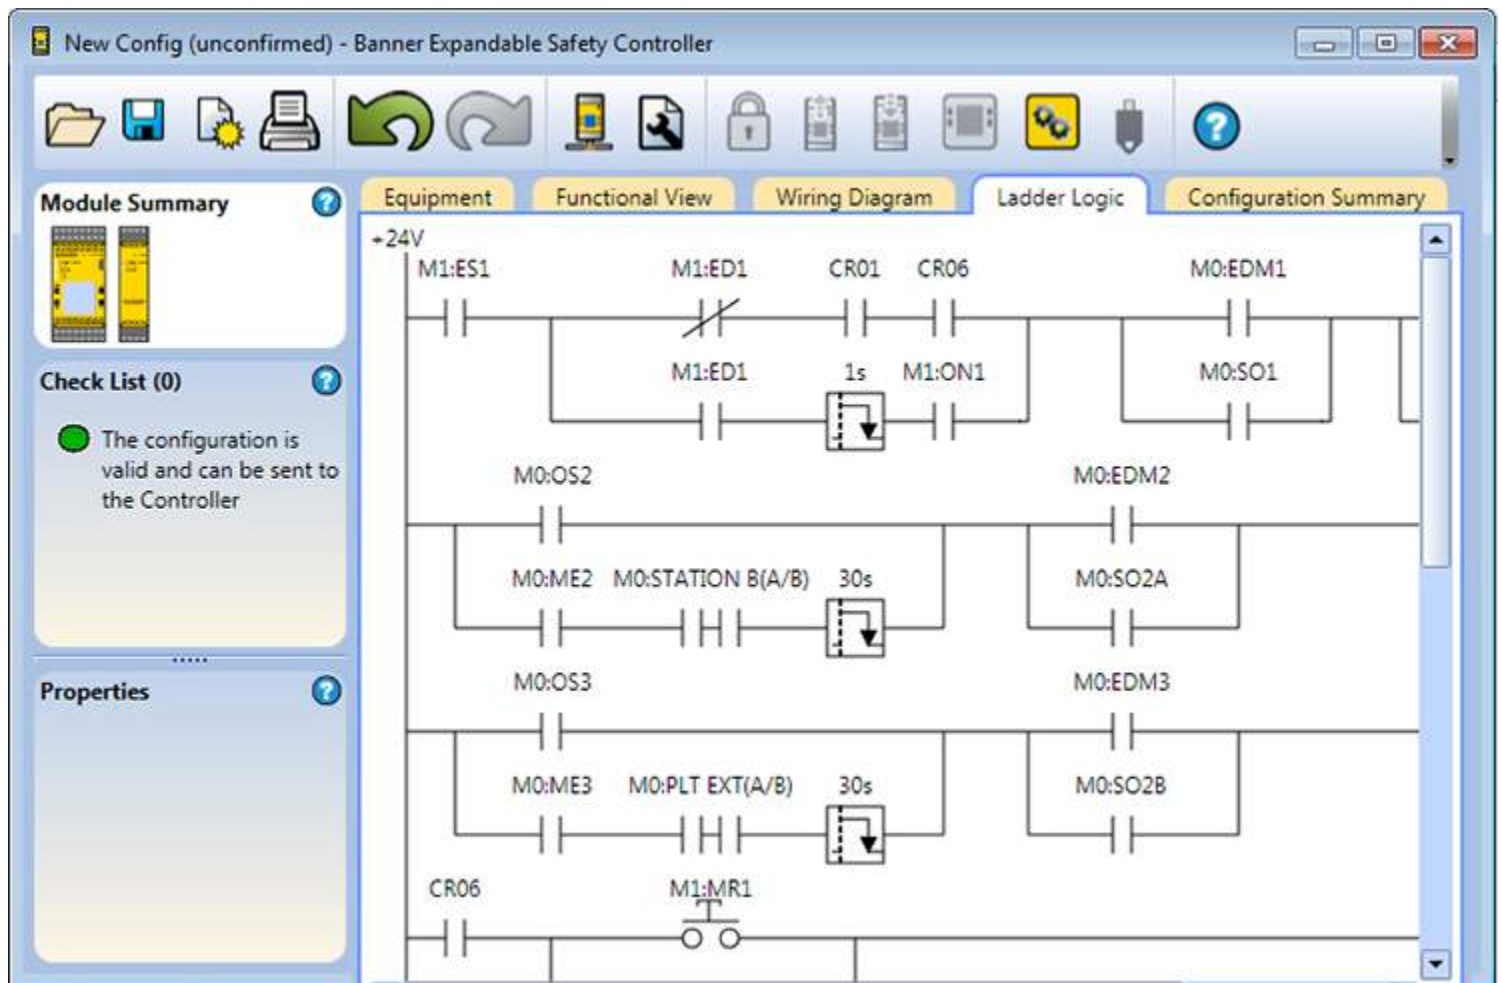 New Config (unconfirmed) - Banner Expandable Safety Controller
Module Summary
Equipment
Functional View
Wiring Diagram
Ladder Logic
Configuration Summary
Check List (0)
The configuration is
valid and can be sent to
the Controller
Properties
+24V
M1:ES1 M1:ED1 CR01 CR06 M0:EDM1
M1:ED1 1s M1:ON1 M0:SO1
M0:OS2 M0:EDM2
M0:ME2 M0:STATION B(A/B) 30s M0:SO2A
M0:OS3 M0:EDM3
M0:ME3 M0:PLT EXT(A/B) 30s M0:SO2B
CR06 M1:MR1